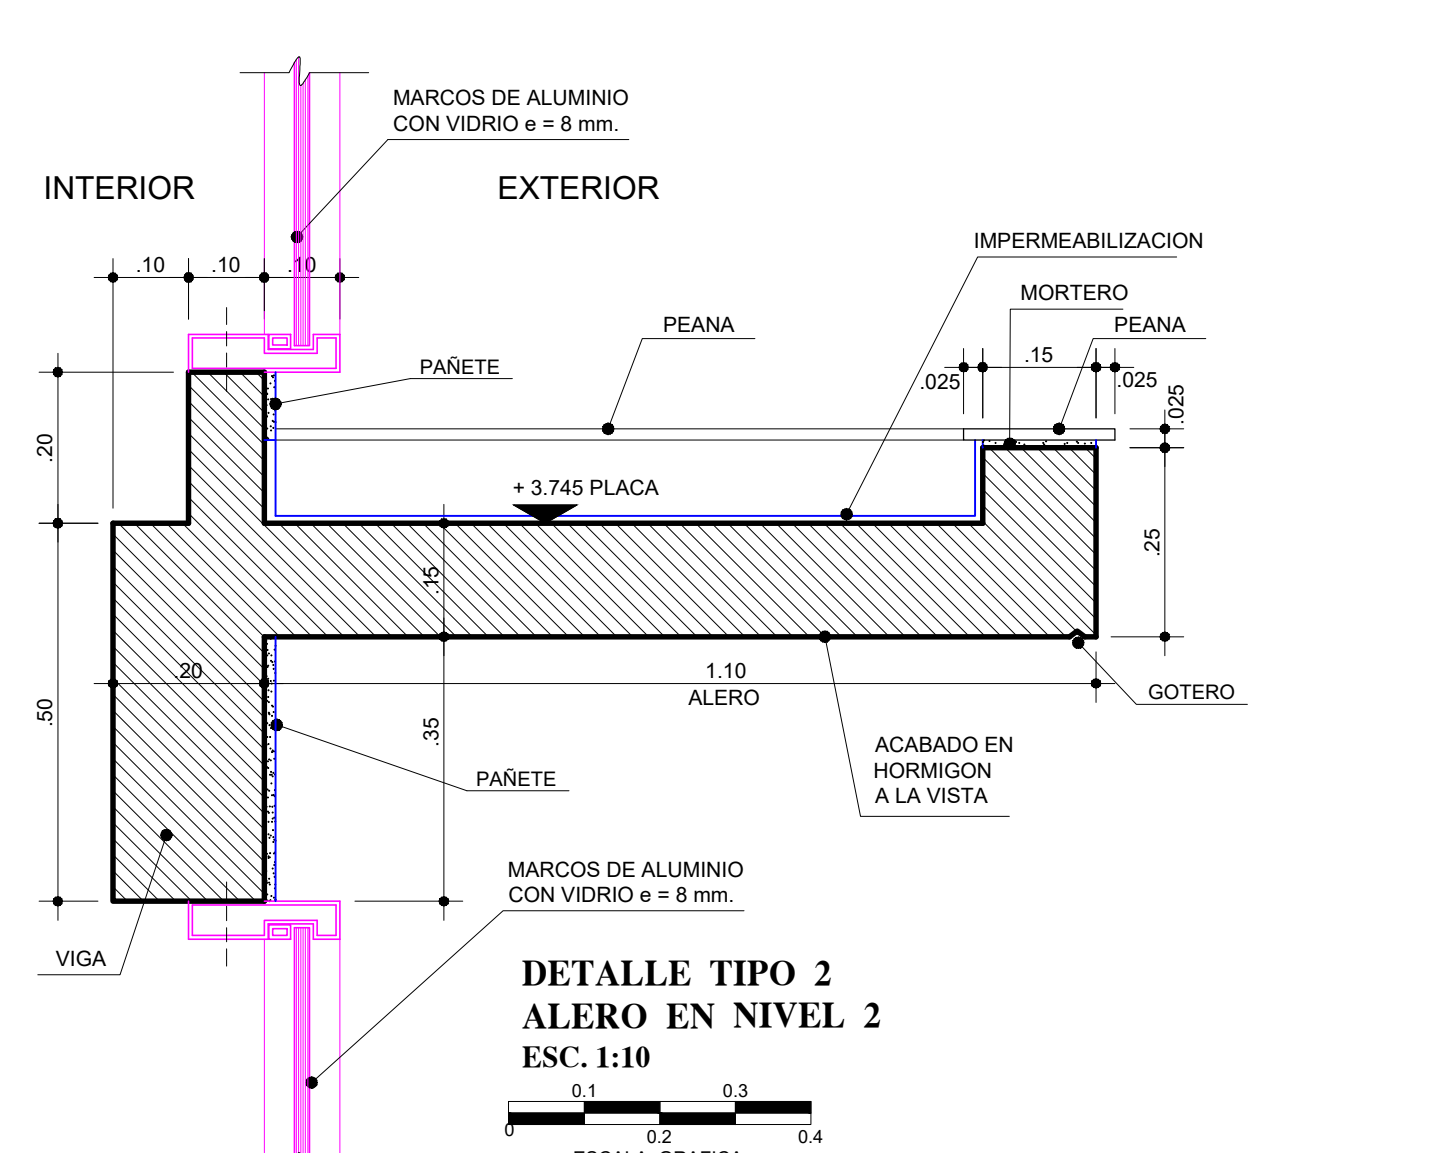 MARCOS DE ALUMINIO
CON VIDRIO e = 8 mm.
INTERIOR
EXTERIOR
IMPERMEABILIZACION
.10
.10
.10
MORTERO
PEANA
PEANA
.15
PAÑETE
.025
.025
.025
.20
+ 3.745 PLACA
.25
.15
.20
1.10
ALERO
GOTERO
.50
.35
ACABADO EN
HORMIGON
A LA VISTA
PAÑETE
MARCOS DE ALUMINIO
CON VIDRIO e = 8 mm.
VIGA
DETALLE TIPO 2
ALERO EN NIVEL 2
ESC. 1:10
0.1
0.3
0
0.2
0.4
ESCALA GRAFICA